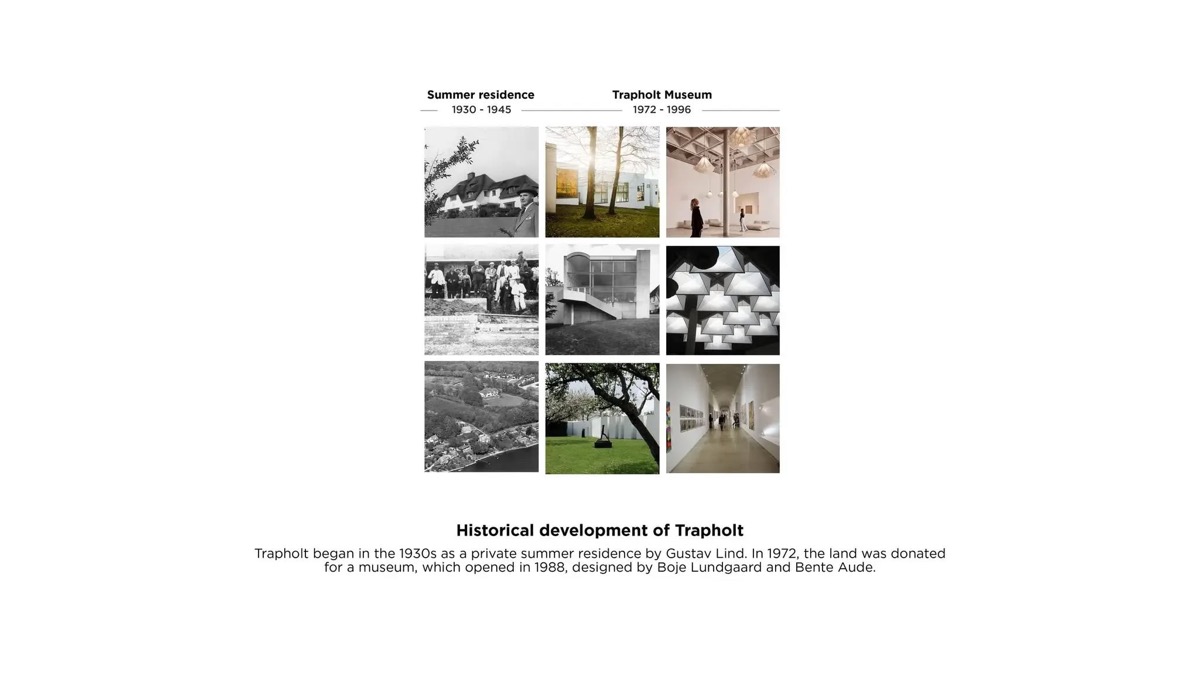 Summer residence
Trapholt Museum
1930 - 1945
1972 - 1996
Historical development of Trapholt
Trapholt began in the 1930s as a private summer residence by Gustav Lind. In 1972, the land was donated
for a museum, which opened in 1988, designed by Boje Lundgaard and Bente Aude.